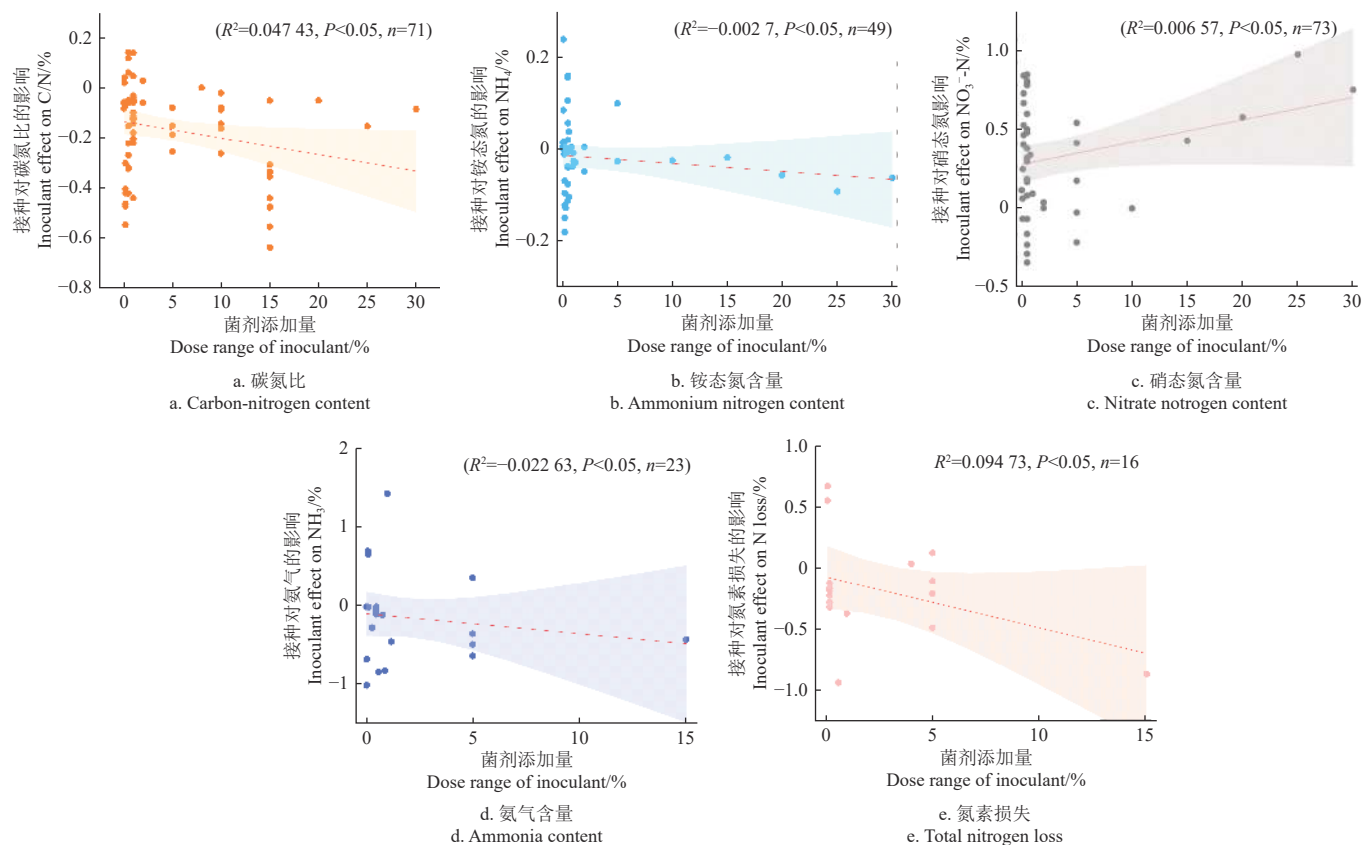 (R²=0.047 43, P<0.05, n=71)
接种对碳氮比的影响
Inoculant effect on C/N/%
0
−0.2
−0.4
−0.6
−0.8
0 5 10 15 20 25 30
菌剂添加量
Dose range of inoculant/%
a. 碳氮比
a. Carbon-nitrogen content
(R²=−0.002 7, P<0.05, n=49)
接种对铵态氮的影响
Inoculant effect on NH₄/%
0.2
−0
−0.2
0 5 10 15 20 25 30
菌剂添加量
Dose range of inoculant/%
b. 铵态氮含量
b. Ammonium nitrogen content
(R²=0.006 57, P<0.05, n=73)
接种对硝态氮影响
Inoculant effect on NO₃⁻-N/%
1.0
0.5
0
−0.5
0 5 10 15 20 25 30
菌剂添加量
Dose range of inoculant/%
c. 硝态氮含量
c. Nitrate notrogen content
(R²=−0.022 63, P<0.05, n=23)
接种对氨气的影响
Inoculant effect on NH₃/%
2
1
0
−1
0 5 10 15
菌剂添加量
Dose range of inoculant/%
d. 氨气含量
d. Ammonia content
R²=0.094 73, P<0.05, n=16
接种对氮素损失的影响
Inoculant effect on N loss/%
1.0
0.5
0
−0.5
−1.0
0 5 10 15
菌剂添加量
Dose range of inoculant/%
e. 氮素损失
e. Total nitrogen loss